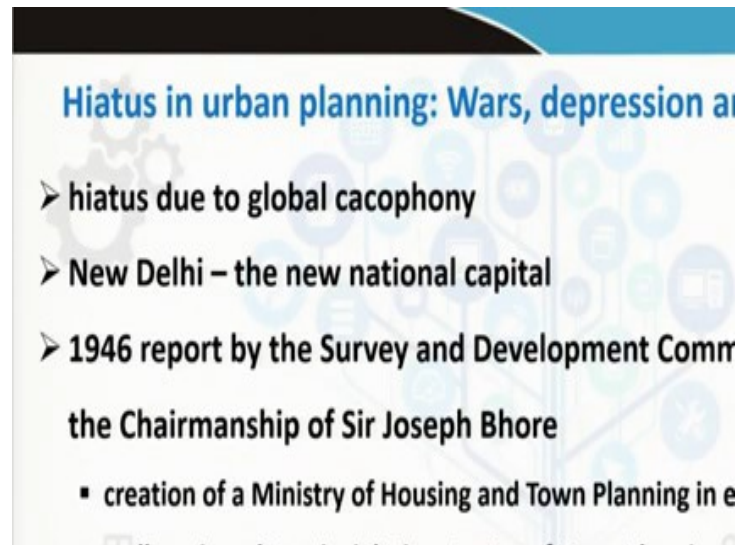 Hiatus in urban planning: Wars, depression
➢ hiatus due to global cacophony
➢ New Delhi – the new national capital
➢ 1946 report by the Survey and Development
the Chairmanship of Sir Joseph Bhore
▪ creation of a Ministry of Housing and Town Planning in